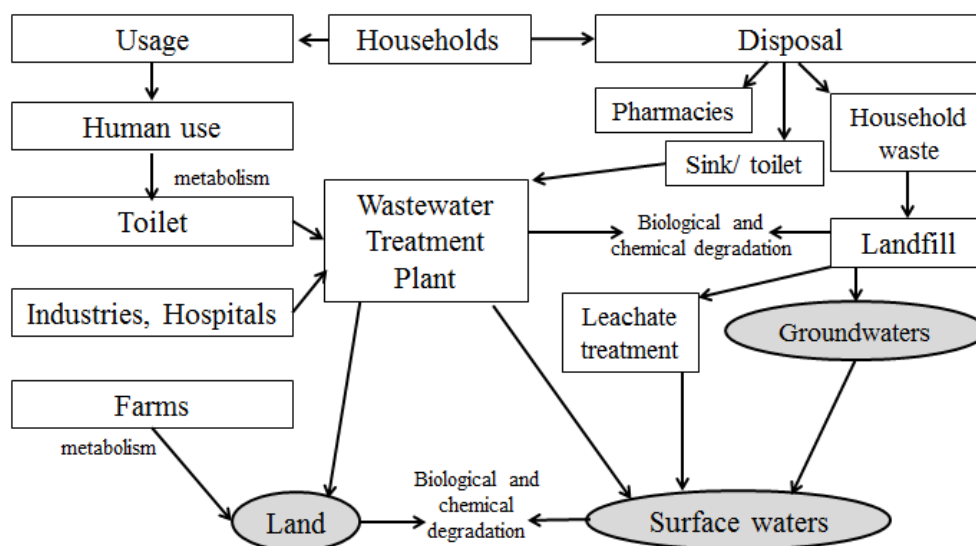 Usage
Households
Disposal
Pharmacies
Household
waste
Human use
Sink/ toilet
metabolism
Toilet
Wastewater
Treatment
Plant
Biological and
chemical degradation
Landfill
Industries, Hospitals
Leachate
treatment
Groundwaters
Farms
metabolism
Land
Biological and
chemical
degradation
Surface waters